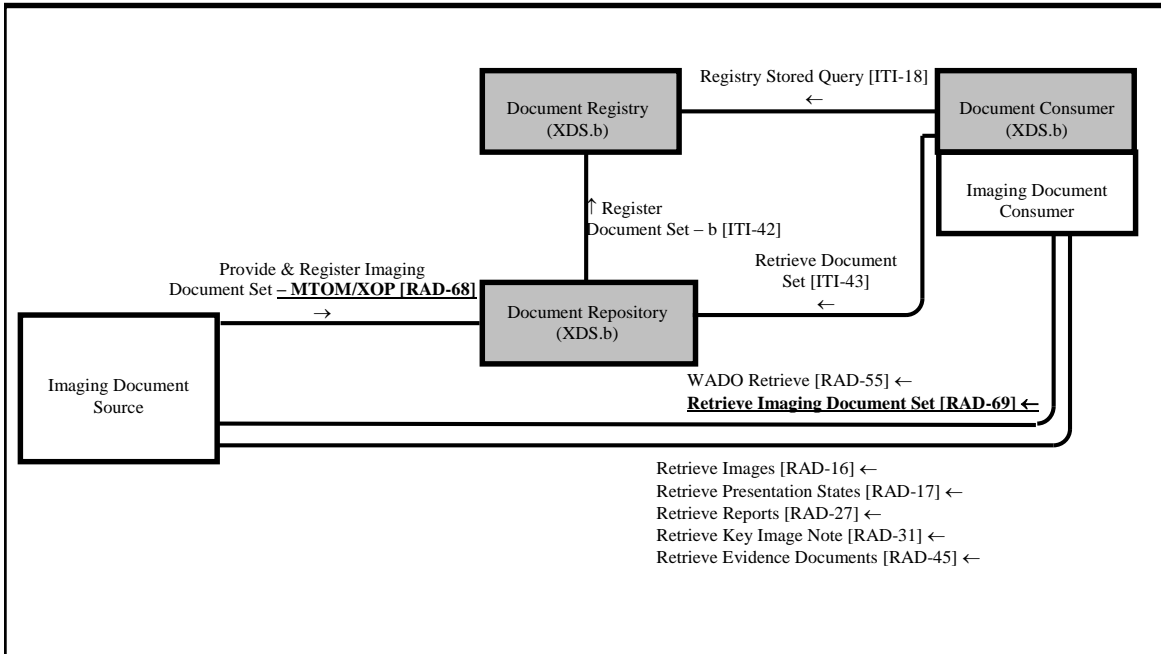 Registry Stored Query [ITI-18]
←
Document Registry
(XDS.b)
Document Consumer
(XDS.b)
Imaging Document
Consumer
↑ Register
Document Set – b [ITI-42]
Retrieve Document
Set [ITI-43]
←
Provide & Register Imaging
Document Set – MTOM/XOP [RAD-68]
→
Document Repository
(XDS.b)
Imaging Document
Source
WADO Retrieve [RAD-55] ←
Retrieve Imaging Document Set [RAD-69] ←
Retrieve Images [RAD-16] ←
Retrieve Presentation States [RAD-17] ←
Retrieve Reports [RAD-27] ←
Retrieve Key Image Note [RAD-31] ←
Retrieve Evidence Documents [RAD-45] ←